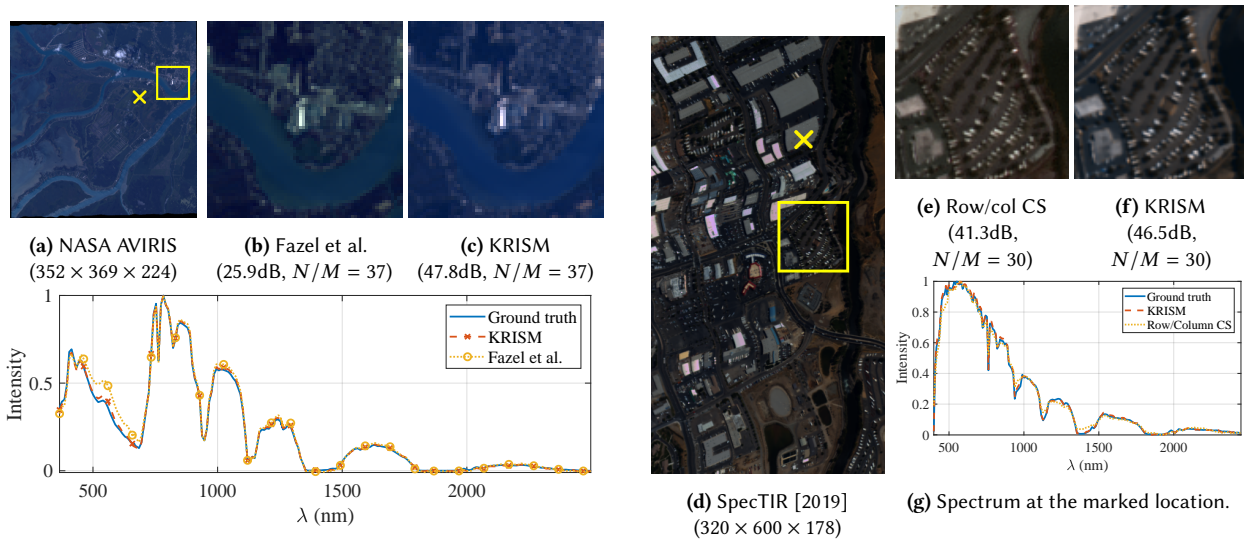 (a) NASA AVIRIS
(352 × 369 × 224)
(b) Fazel et al.
(25.9dB, N/M = 37)
(c) KRISM
(47.8dB, N/M = 37)
Intensity
1
0.5
0
Ground truth
KRISM
Fazel et al.
500
1000
1500
2000
λ (nm)
(d) SpecTIR [2019]
(320 × 600 × 178)
(e) Row/col CS
(41.3dB,
N/M = 30)
(f) KRISM
(46.5dB,
N/M = 30)
Intensity
1
0.8
0.6
0.4
0.2
0
Ground truth
KRISM
Row/Column CS
500
1000
1500
2000
λ (nm)
(g) Spectrum at the marked location.